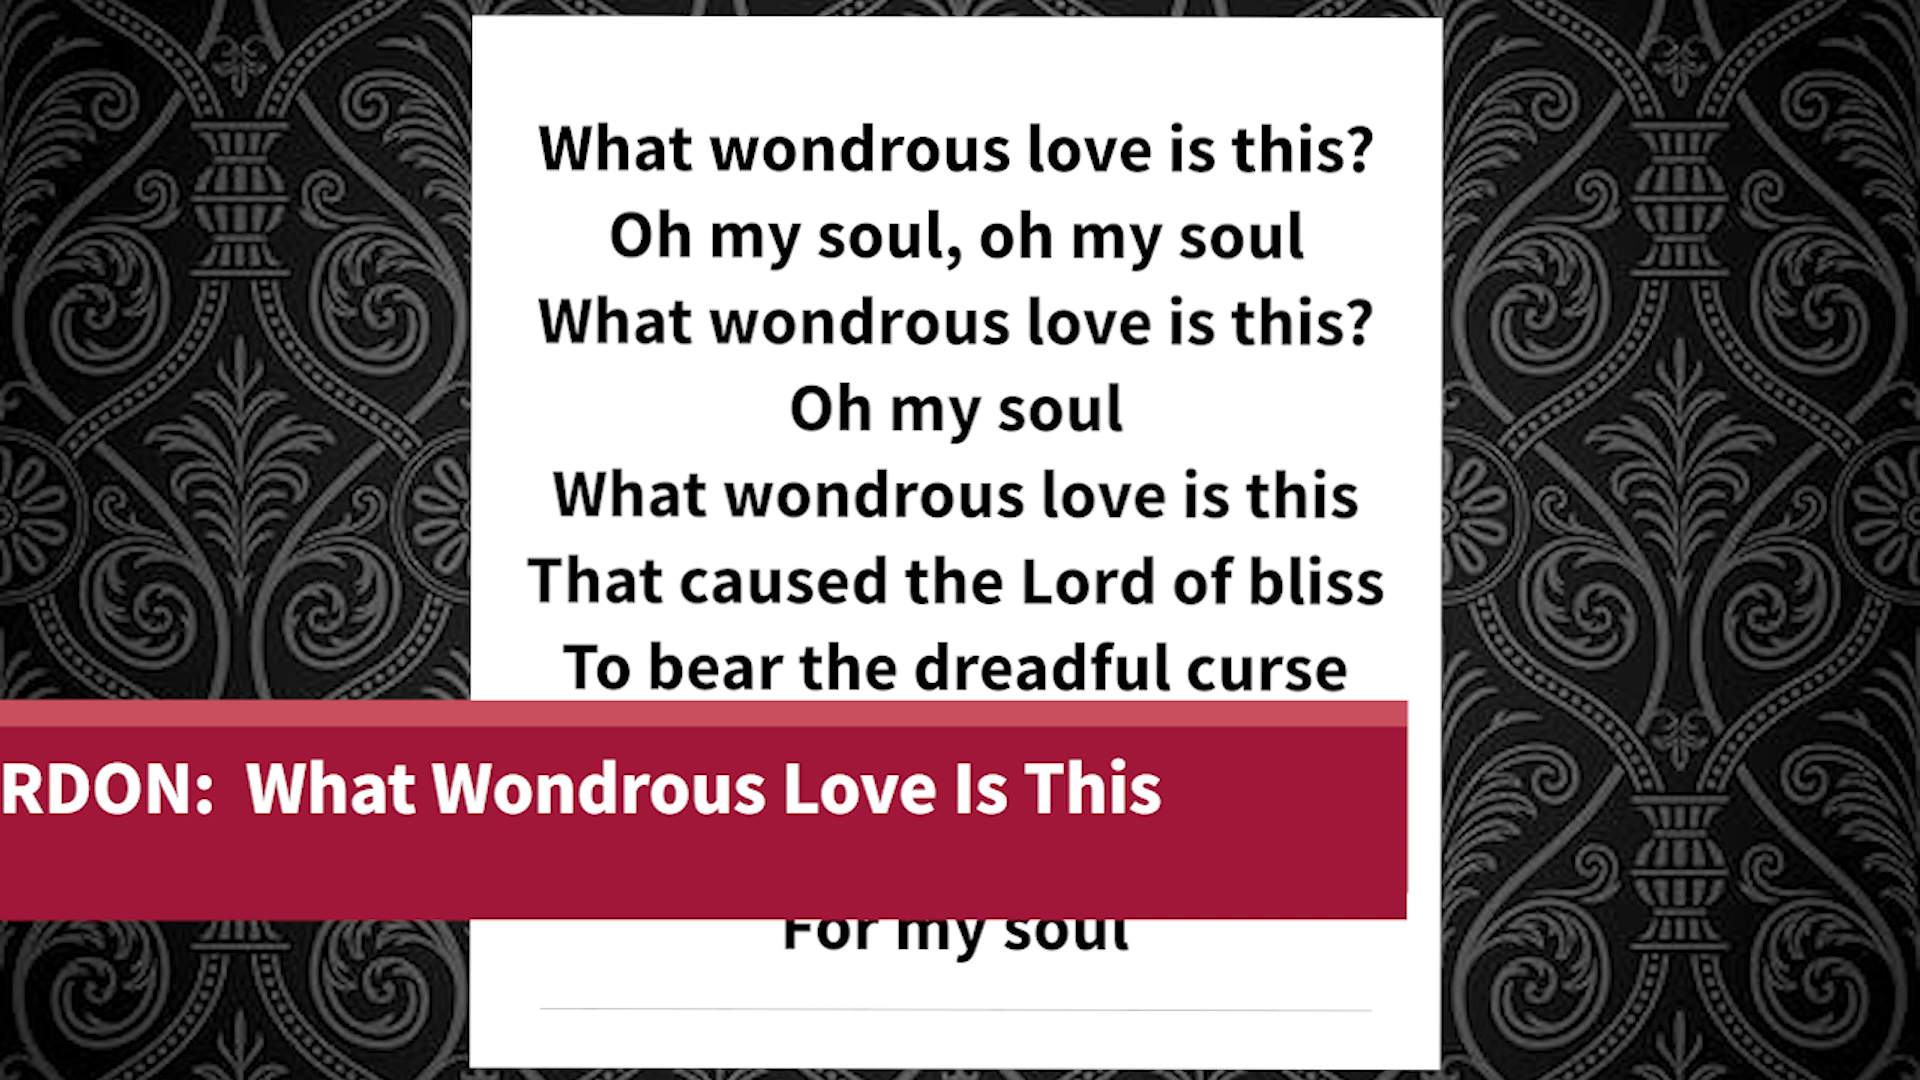 What wondrous love is this?
Oh my soul, oh my soul
What wondrous love is this?
Oh my soul
What wondrous love is this
That caused the Lord of bliss
To bear the dreadful curse
RDON: What Wondrous Love Is This
For my soul